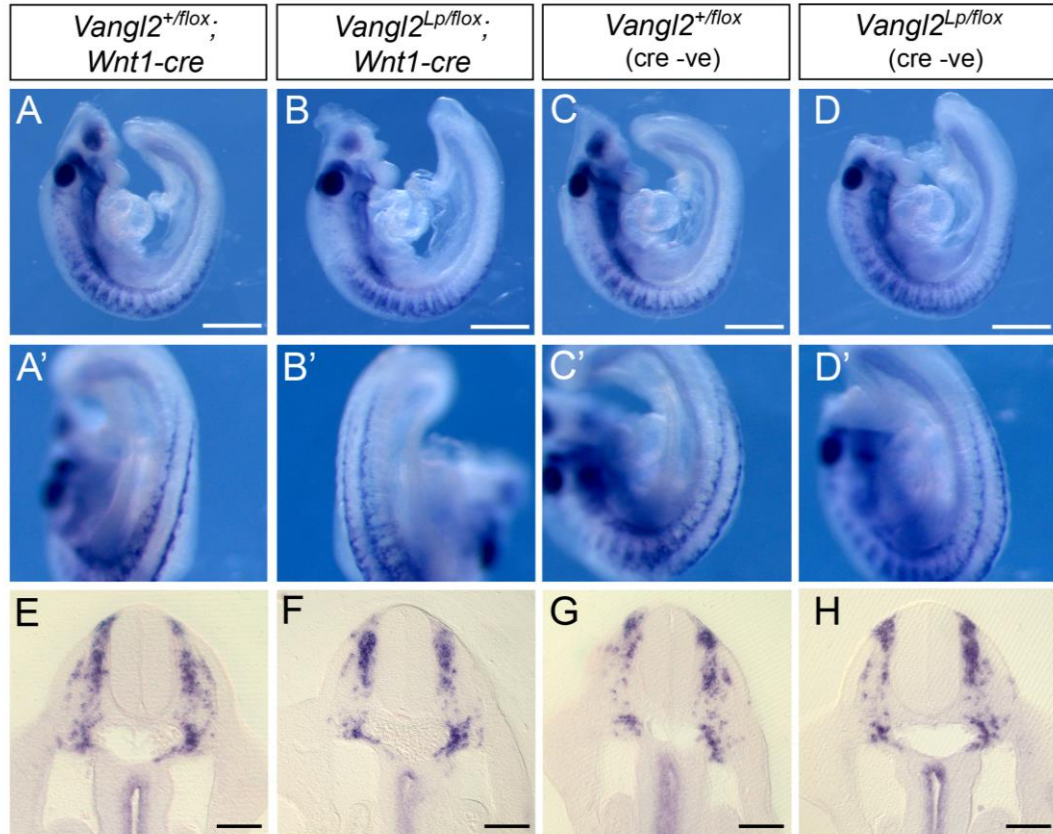 Vangl2+/flox;
Wnt1-cre
Vangl2Lp/flox;
Wnt1-cre
Vangl2+/flox
(cre -ve)
Vangl2Lp/flox
(cre -ve)
A
B
C
D
A’
B’
C’
D’
E
F
G
H